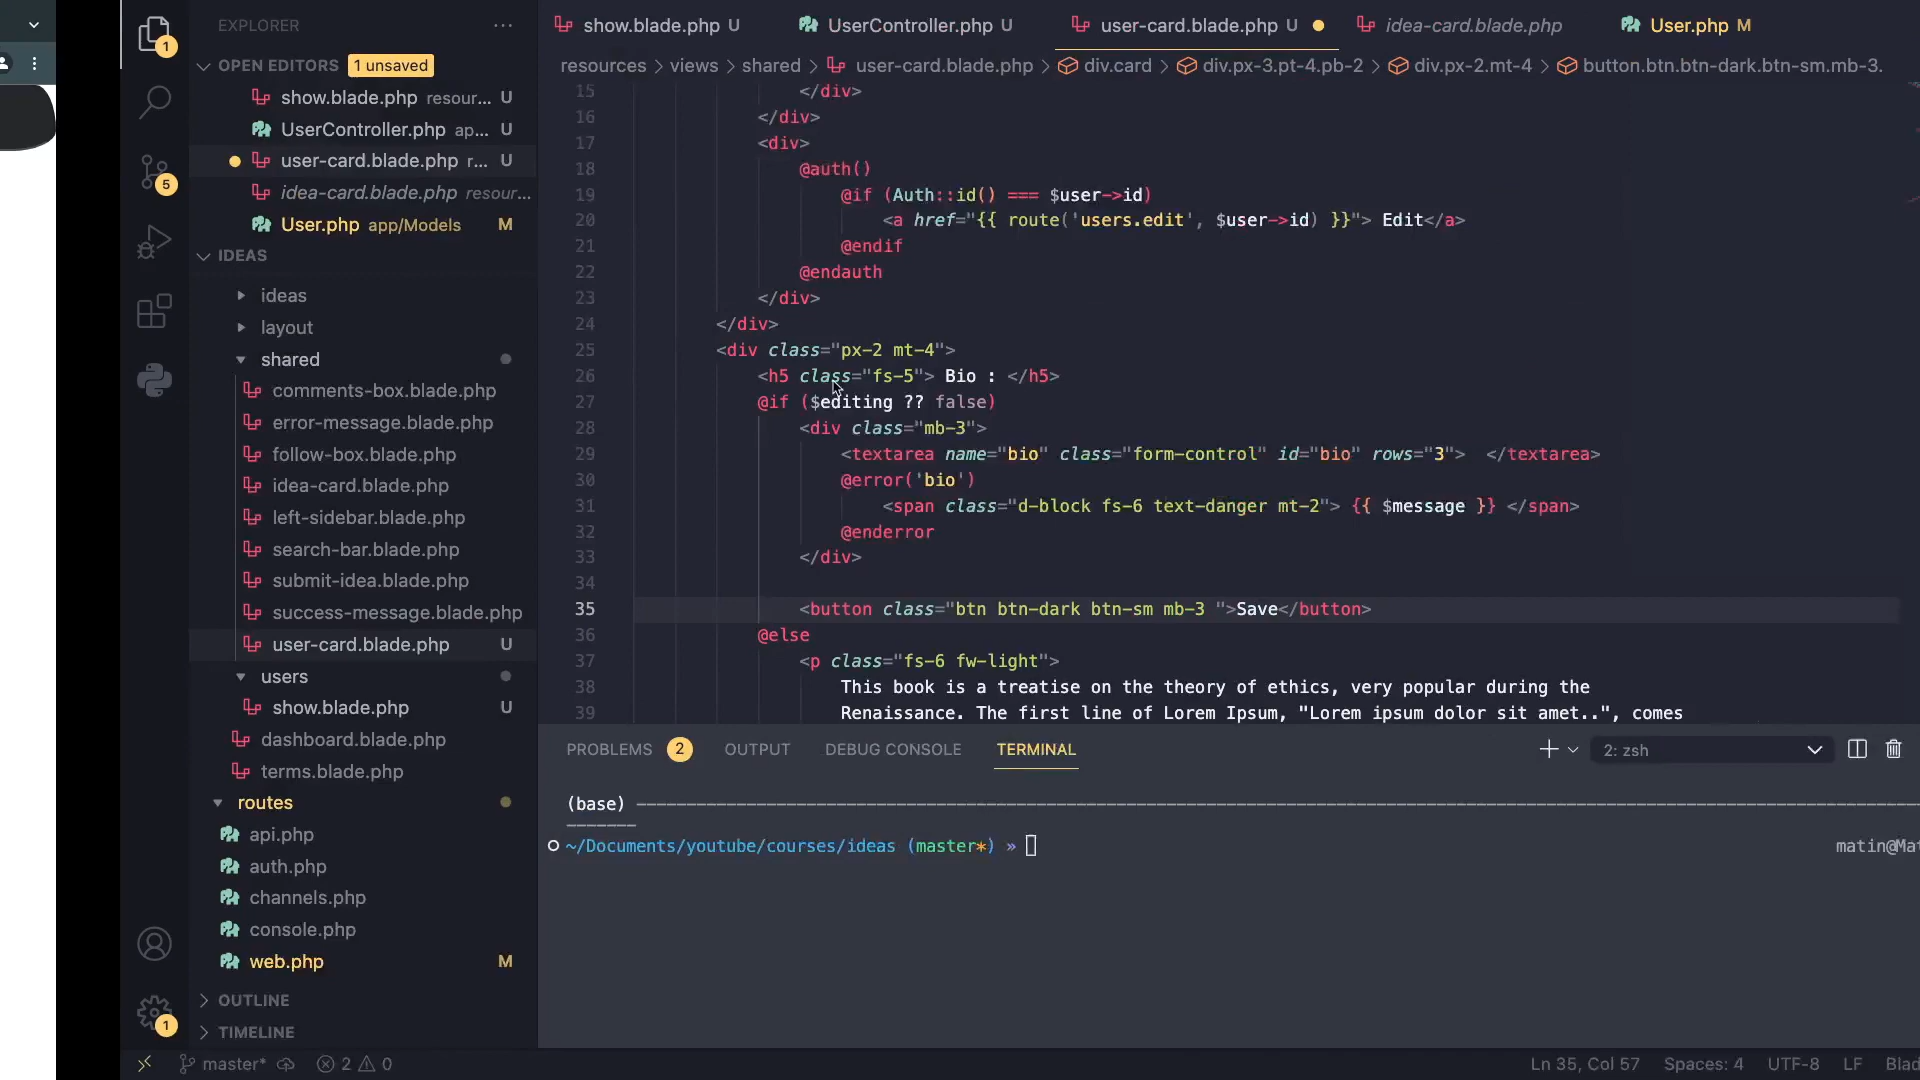 EXPLORER
OPEN EDITORS 1 unsaved
show.blade.php resour... U
UserController.php ap... U
user-card.blade.php r... U
idea-card.blade.php resour...
User.php app/Models M
IDEAS
ideas
layout
shared
comments-box.blade.php
error-message.blade.php
follow-box.blade.php
idea-card.blade.php
left-sidebar.blade.php
search-bar.blade.php
submit-idea.blade.php
success-message.blade.php
user-card.blade.php U
users
show.blade.php U
dashboard.blade.php
terms.blade.php
routes
api.php
auth.php
channels.php
console.php
web.php M
OUTLINE
TIMELINE
1
5
1
show.blade.php U UserController.php U user-card.blade.php U idea-card.blade.php User.php M
resources > views > shared > user-card.blade.php > div.card > div.px-3.pt-4.pb-2 > div.px-2.mt-4 > button.btn.btn-dark.btn-sm.mb-3.
15 </div>
16 </div>
17 <div>
18 @auth()
19 @if (Auth::id() === $user->id)
20 <a href="{{ route('users.edit', $user->id) }}"> Edit</a>
21 @endif
22 @endauth
23 </div>
24 </div>
25 <div class="px-2 mt-4">
26 <h5 class="fs-5"> Bio : </h5>
27 @if ($editing ?? false)
28 <div class="mb-3">
29 <textarea name="bio" class="form-control" id="bio" rows="3"> </textarea>
30 @error('bio')
31 <span class="d-block fs-6 text-danger mt-2"> {{ $message }} </span>
32 @enderror
33 </div>
34
35 <button class="btn btn-dark btn-sm mb-3 ">Save</button>
36 @else
37 <p class="fs-6 fw-light">
38 This book is a treatise on the theory of ethics, very popular during the
39 Renaissance. The first line of Lorem Ipsum, "Lorem ipsum dolor sit amet..", comes
PROBLEMS 2 OUTPUT DEBUG CONSOLE TERMINAL 2: zsh
(base)
~/Documents/youtube/courses/ideas (master*) » matin@Mat
master* 2 0 Ln 35, Col 57 Spaces: 4 UTF-8 LF Blad